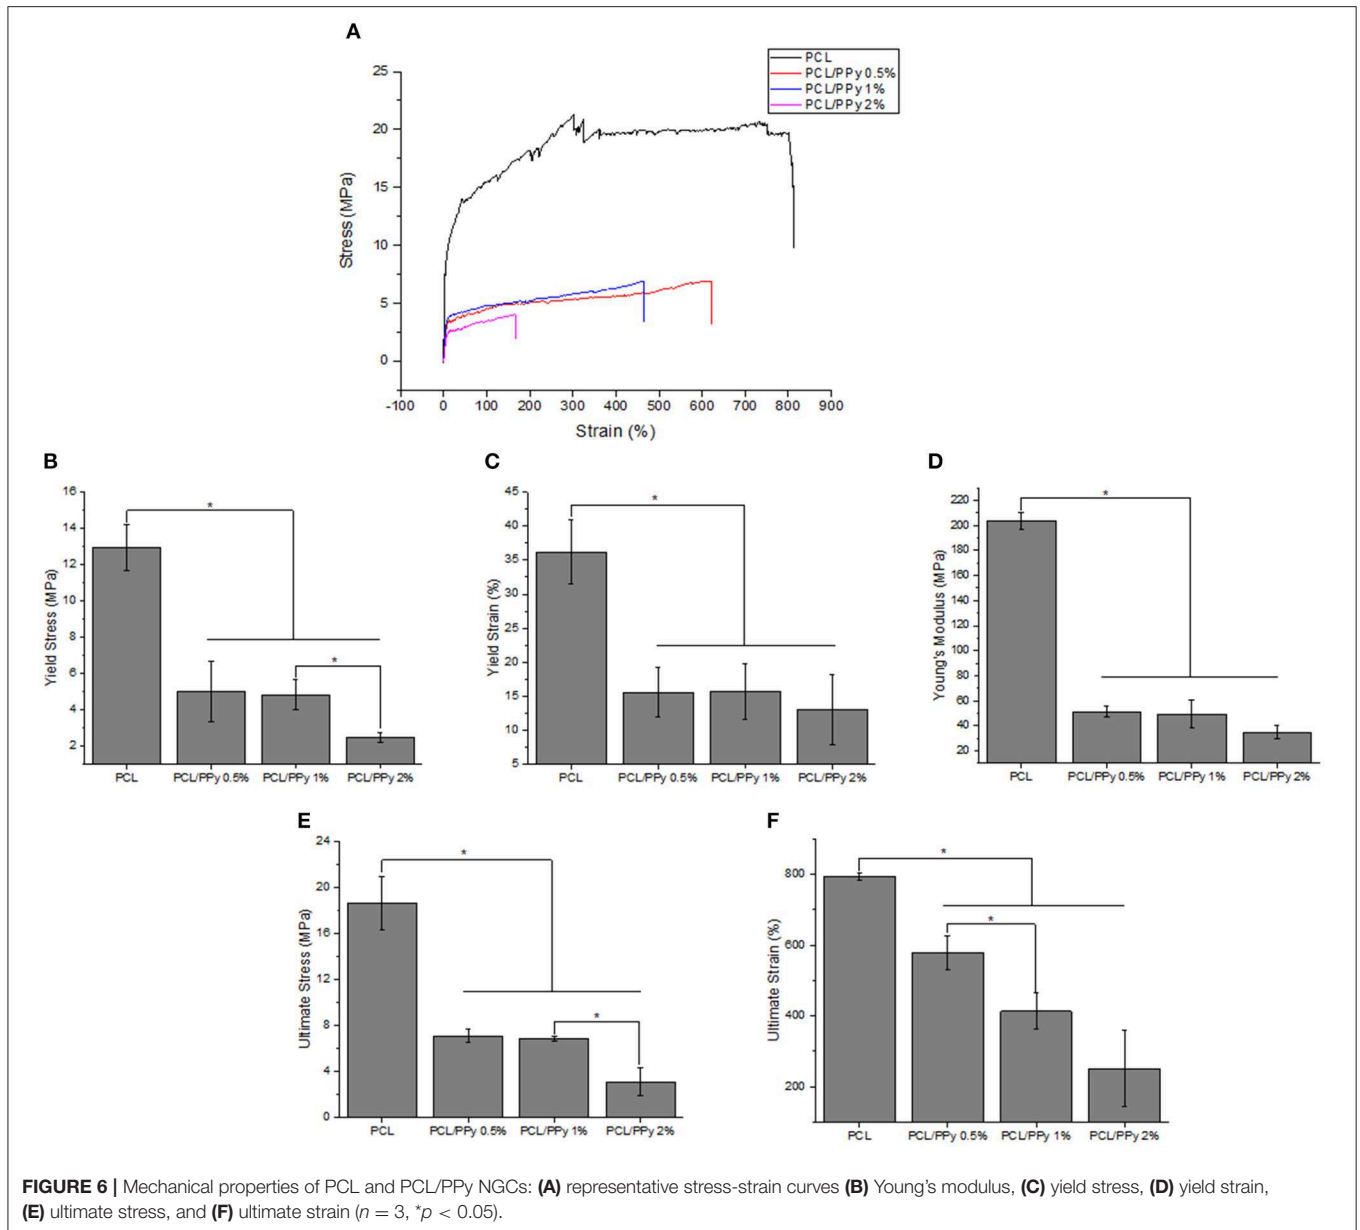 A
PCL
PCL/PPy 0.5%
PCL/PPy 1%
PCL/PPy 2%
25
20
15
10
5
0
Stress (MPa)
-100 0 100 200 300 400 500 600 700 800 900
Strain (%)
B
16
14
12
10
8
6
4
2
Yield Stress (MPa)
*
*
PCL PCL/PPy 0.5% PCL/PPy 1% PCL/PPy 2%
C
45
40
35
30
25
20
15
10
5
Yield Strain (%)
*
PCL PCL/PPy 0.5% PCL/PPy 1% PCL/PPy 2%
D
220
200
180
160
140
120
100
80
60
40
20
Young's Modulus (MPa)
*
PCL PCL/PPy 0.5% PCL/PPy 1% PCL/PPy 2%
E
24
20
16
12
8
4
0
Ultimate Stress (MPa)
*
*
PCL PCL/PPy 0.5% PCL/PPy 1% PCL/PPy 2%
F
800
600
400
200
Ultimate Strain (%)
*
*
PCL PCL/PPy 0.5% PCL/PPy 1% PCL/PPy 2%
FIGURE 6 | Mechanical properties of PCL and PCL/PPy NGCs: (A) representative stress-strain curves (B) Young's modulus, (C) yield stress, (D) yield strain,
(E) ultimate stress, and (F) ultimate strain (n = 3, *p < 0.05).